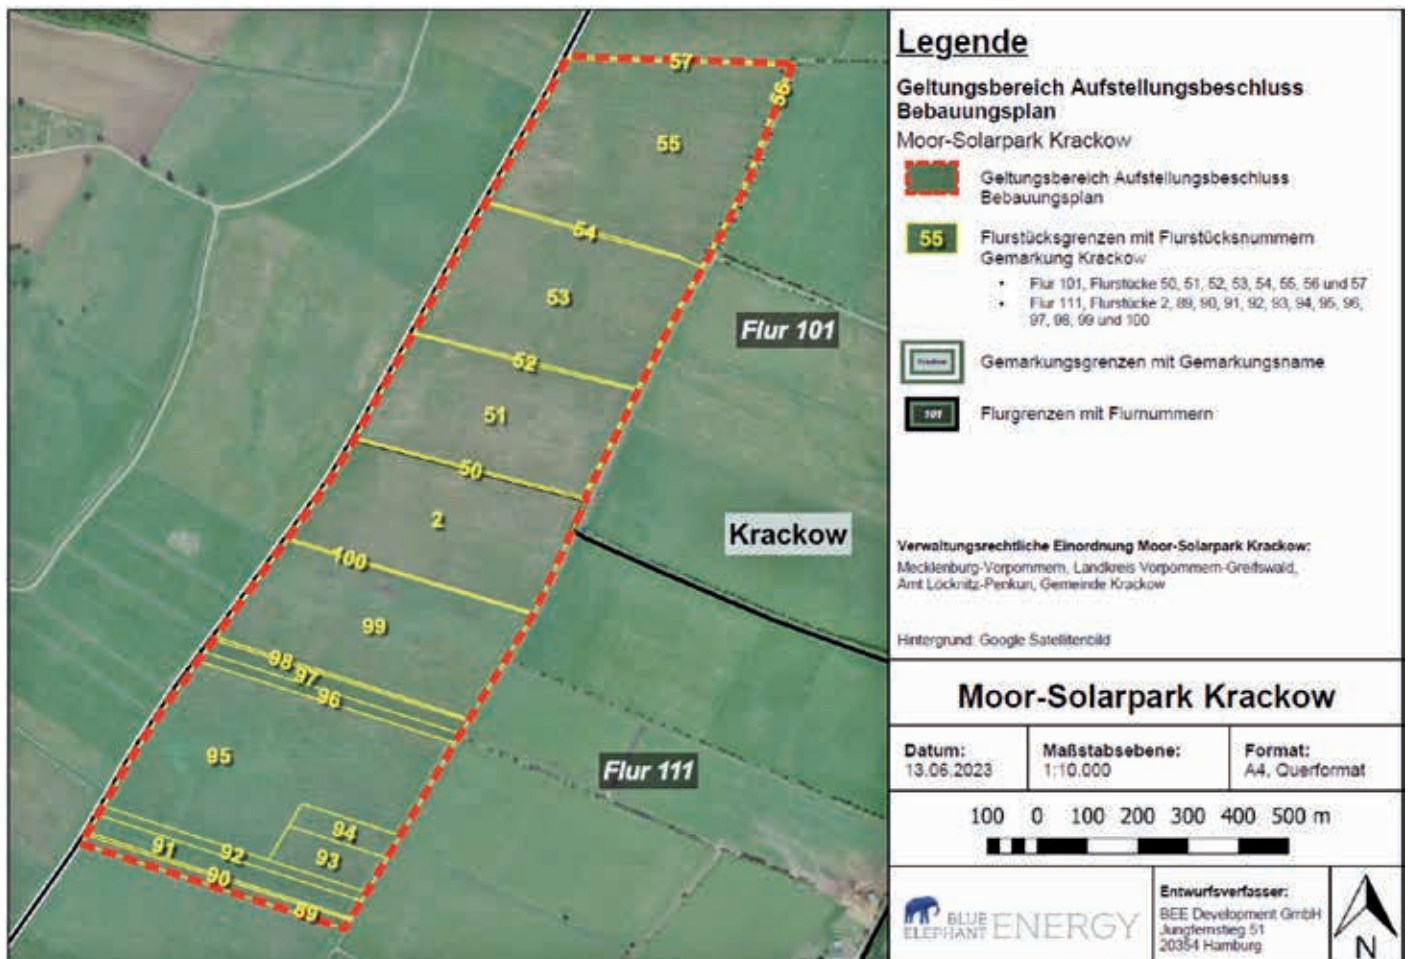 57
56
55
54
53
Flur 101
52
51
50
2
Krackow
100
99
98
97
96
95
Flur 111
94
93
92
91
90
89
Legende
Geltungsbereich Aufstellungsbeschluss
Bebauungsplan
Moor-Solarpark Krackow
Geltungsbereich Aufstellungsbeschluss
Bebauungsplan
55
Flurstücksgrenzen mit Flurstücksnummern
Gemarkung Krackow
• Flur 101, Flurstücke 50, 51, 52, 53, 54, 55, 56 und 57
• Flur 111, Flurstücke 2, 89, 90, 91, 92, 93, 94, 95, 96,
97, 98, 99 und 100
Krackow
Gemarkungsgrenzen mit Gemarkungsname
101
Flurgrenzen mit Flurnummern
Verwaltungsrechtliche Einordnung Moor-Solarpark Krackow:
Mecklenburg-Vorpommern, Landkreis Vorpommern-Greifswald,
Amt Löcknitz-Penkun, Gemeinde Krackow
Hintergrund: Google Satellitenbild
Moor-Solarpark Krackow
Datum:
13.06.2023
Maßstabsebene:
1:10.000
Format:
A4, Querformat
100 0 100 200 300 400 500 m
BLUE
ELEPHANT ENERGY
Entwurfsverfasser:
BEE Development GmbH
Jungfernstieg 51
20354 Hamburg
N